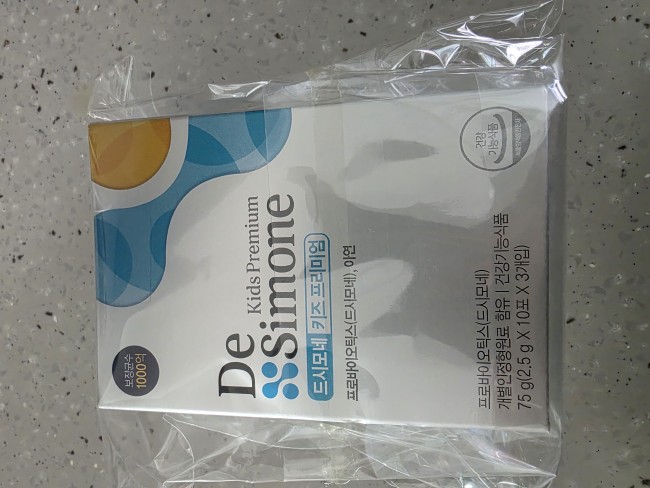 보장균수
1000억
건강
기능식품
De
Kids Premium
Simone
드시모네 키즈 프리미엄
프로바이오틱스(드시모네), 아연
프로바이오틱스(드시모네)
개별인정형원료 함유 | 건강기능식품
75 g(2.5 g X 10포 X 3개입)